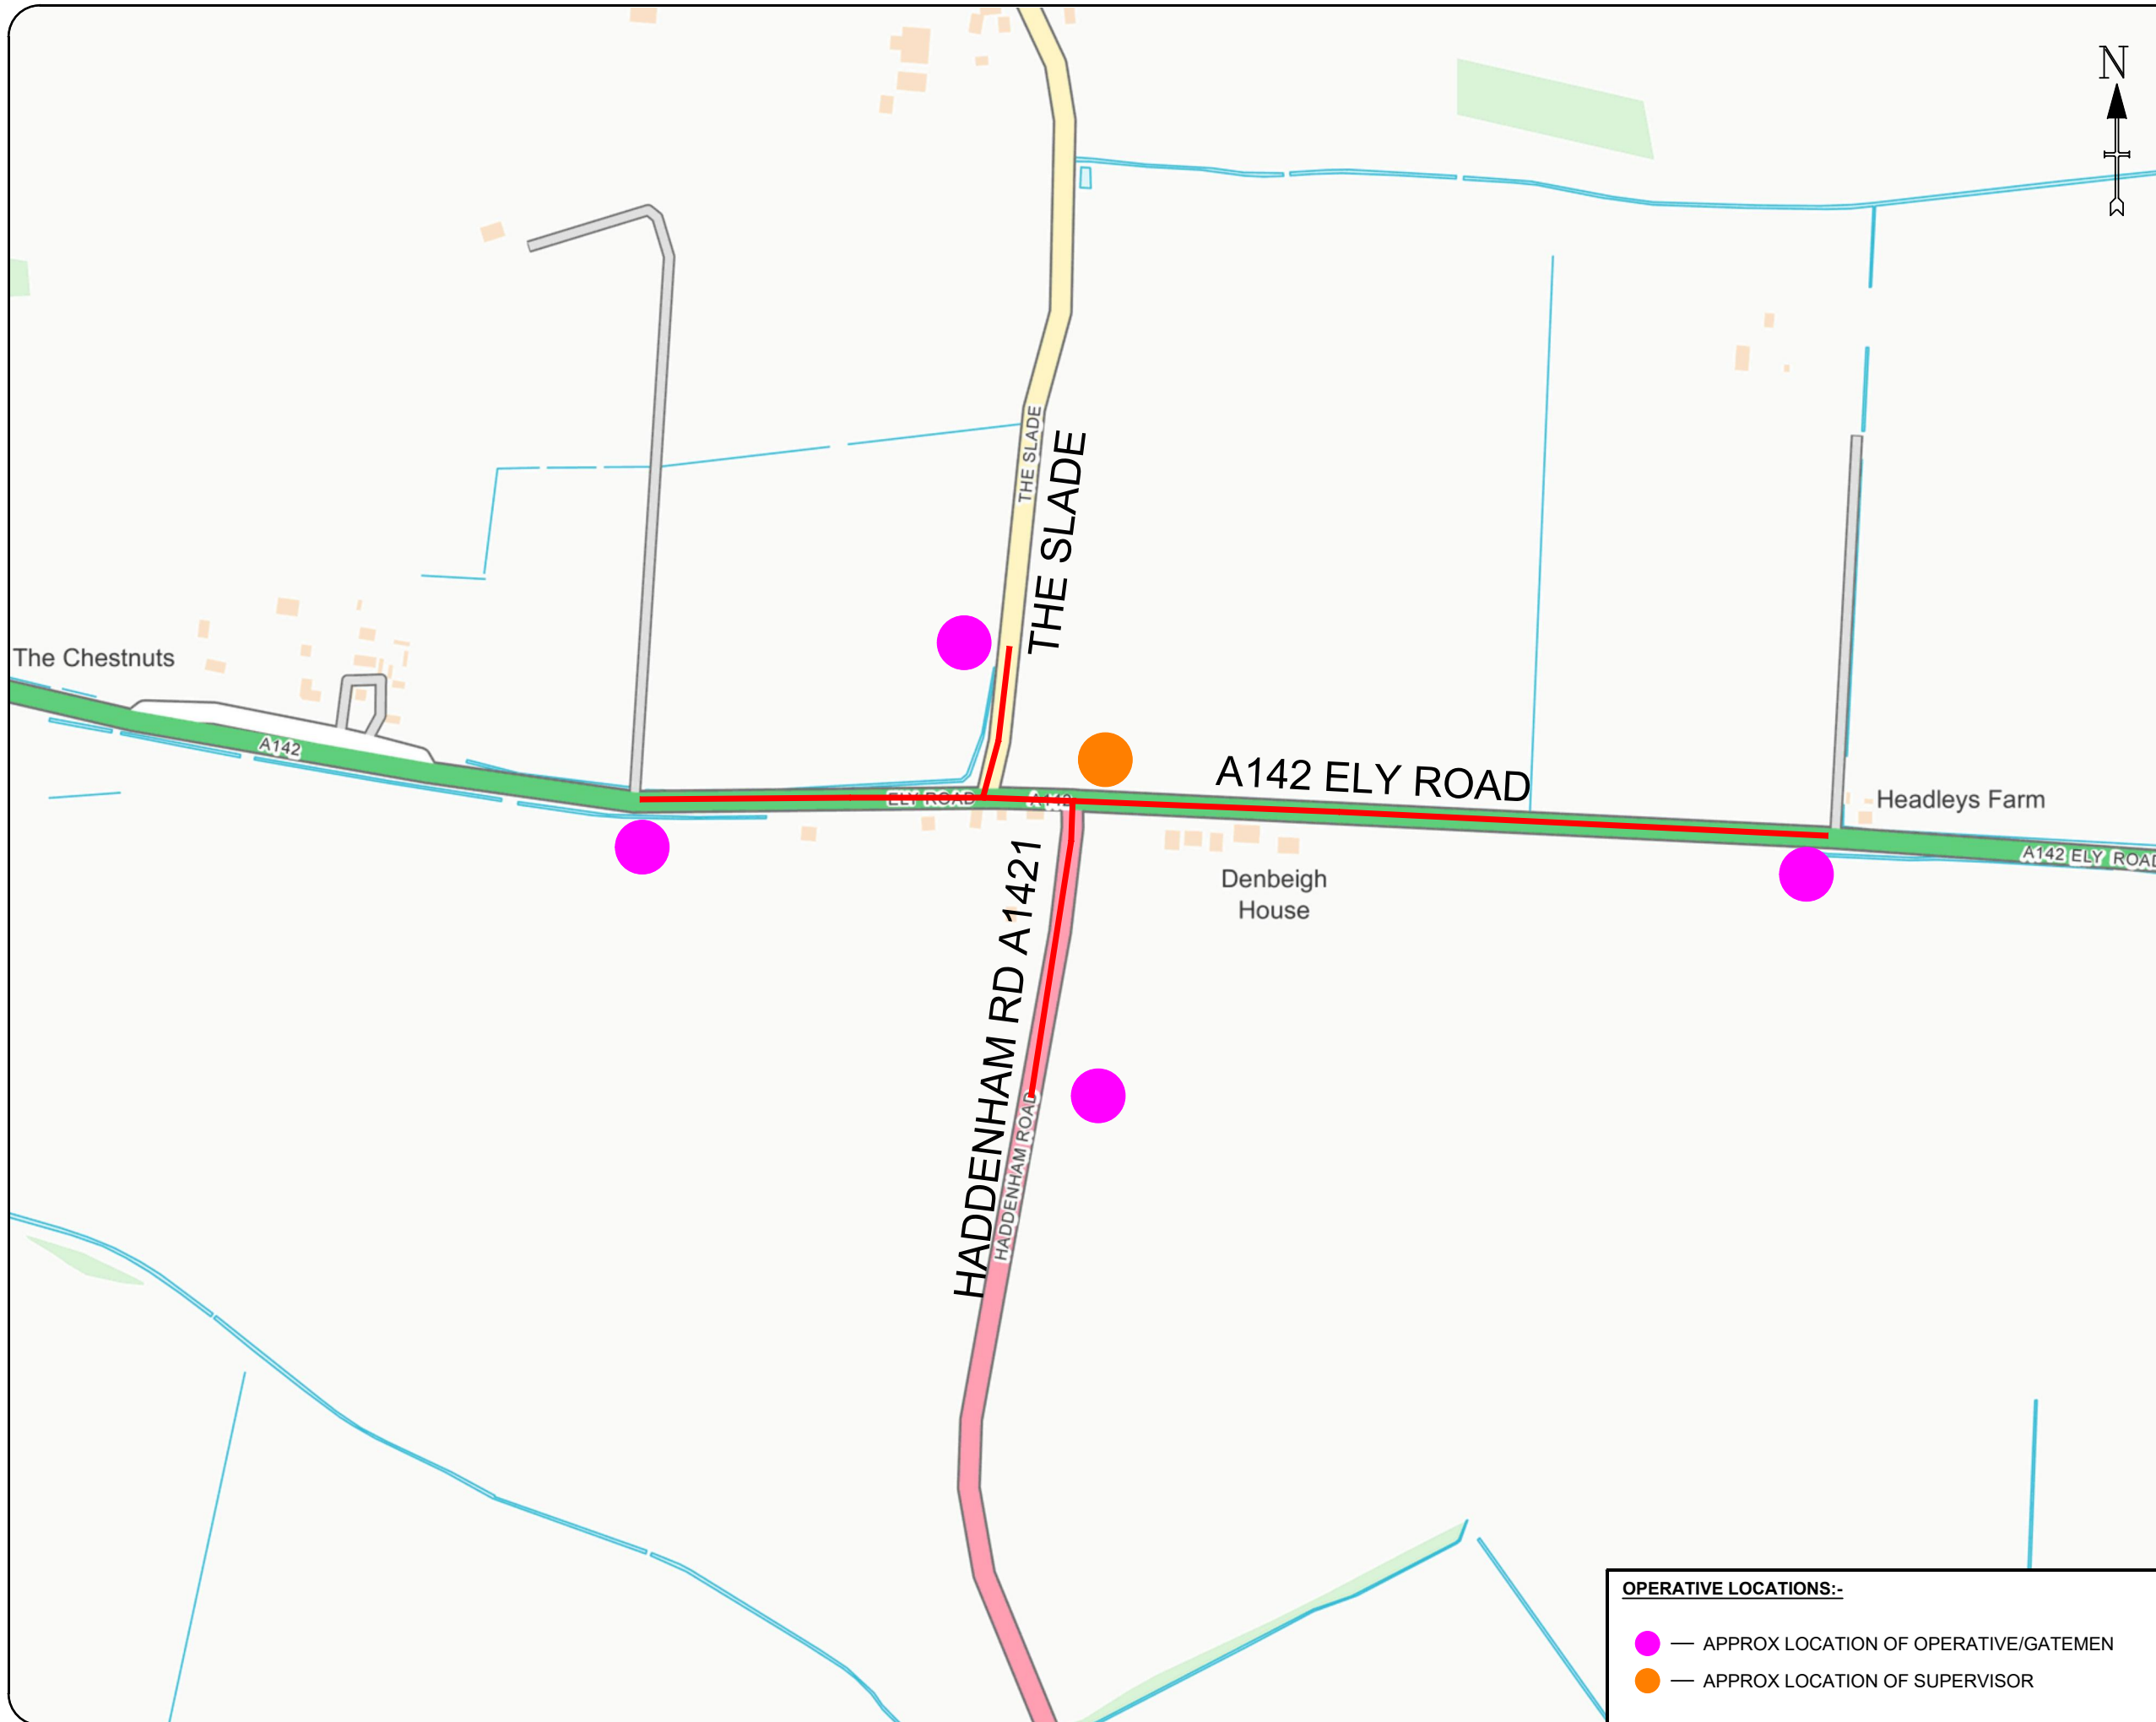 N
THE SLADE
THE SLADE
The Chestnuts
A142
A142 ELY ROAD
ELY ROAD
A142
Headleys Farm
A142 ELY ROAD
Denbeigh
House
HADDENHAM RD A1421
HADDENHAM ROAD
OPERATIVE LOCATIONS:-
APPROX LOCATION OF OPERATIVE/GATEMEN
APPROX LOCATION OF SUPERVISOR